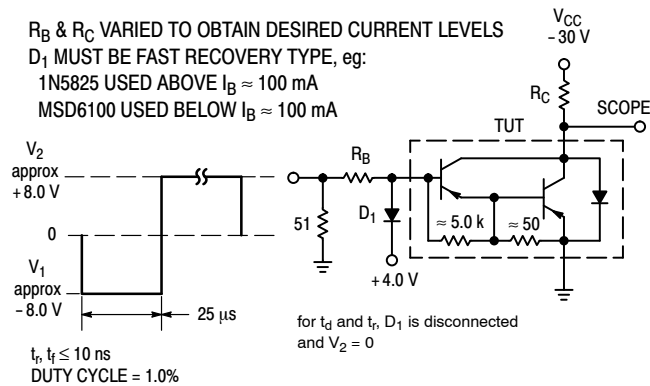 R_B & R_C VARIED TO OBTAIN DESIRED CURRENT LEVELS
D_1 MUST BE FAST RECOVERY TYPE, eg:
1N5825 USED ABOVE I_B ≈ 100 mA
MSD6100 USED BELOW I_B ≈ 100 mA
V_CC
- 30 V
R_C
SCOPE
TUT
V_2
approx
+8.0 V
0
V_1
approx
- 8.0 V
25 μs
R_B
51
D_1
+4.0 V
≈ 5.0 k
≈ 50
t_r, t_f ≤ 10 ns
DUTY CYCLE = 1.0%
for t_d and t_r, D_1 is disconnected
and V_2 = 0